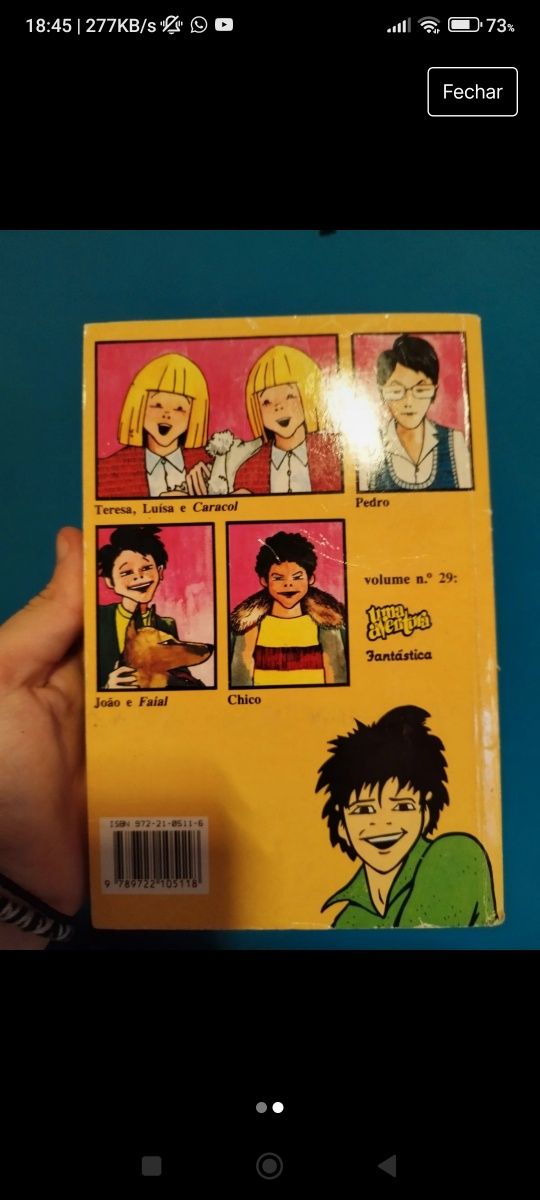 18:45 | 277KB/s
73%
Fechar
Teresa, Luísa e Caracol
Pedro
João e Faial
Chico
volume n.º 29:
uma
aventura
Fantástica
ISBN 972-21-0511-6
9 789722 105118